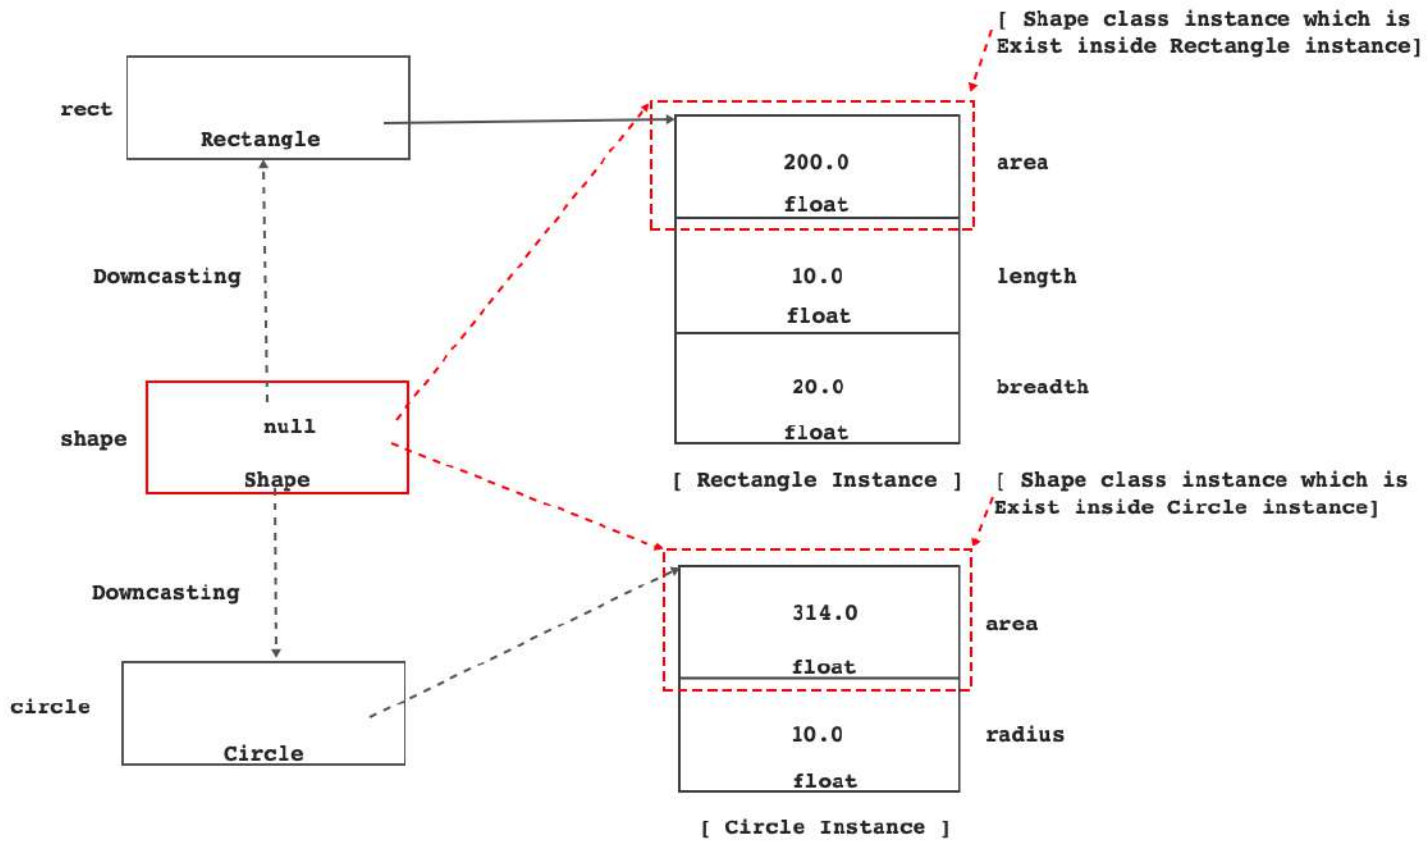 [ Shape class instance which is
Exist inside Rectangle instance]
rect
Rectangle
200.0
float
area
Downcasting
10.0
float
length
20.0
float
breadth
shape
null
Shape
[ Rectangle Instance ]
[ Shape class instance which is
Exist inside Circle instance]
Downcasting
314.0
float
area
circle
Circle
10.0
float
radius
[ Circle Instance ]